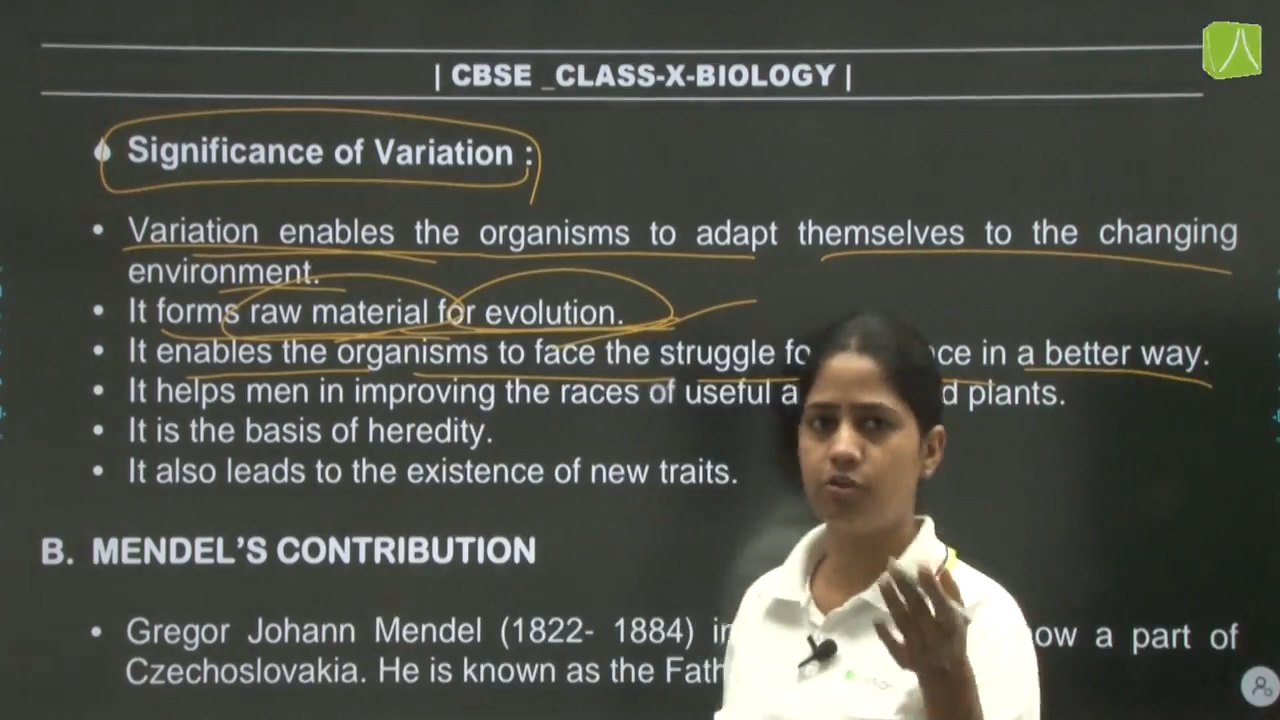 | CBSE _CLASS-X-BIOLOGY |
Significance of Variation :
• Variation enables the organisms to adapt themselves to the changing
environment.
• It forms raw material for evolution.
• It enables the organisms to face the struggle ce in a better way.
• It helps men in improving the races of useful plants.
• It is the basis of heredity.
• It also leads to the existence of new traits.
B. MENDEL'S CONTRIBUTION
• Gregor Johann Mendel (1822- 1884) a part of
Czechoslovakia. He is known as the